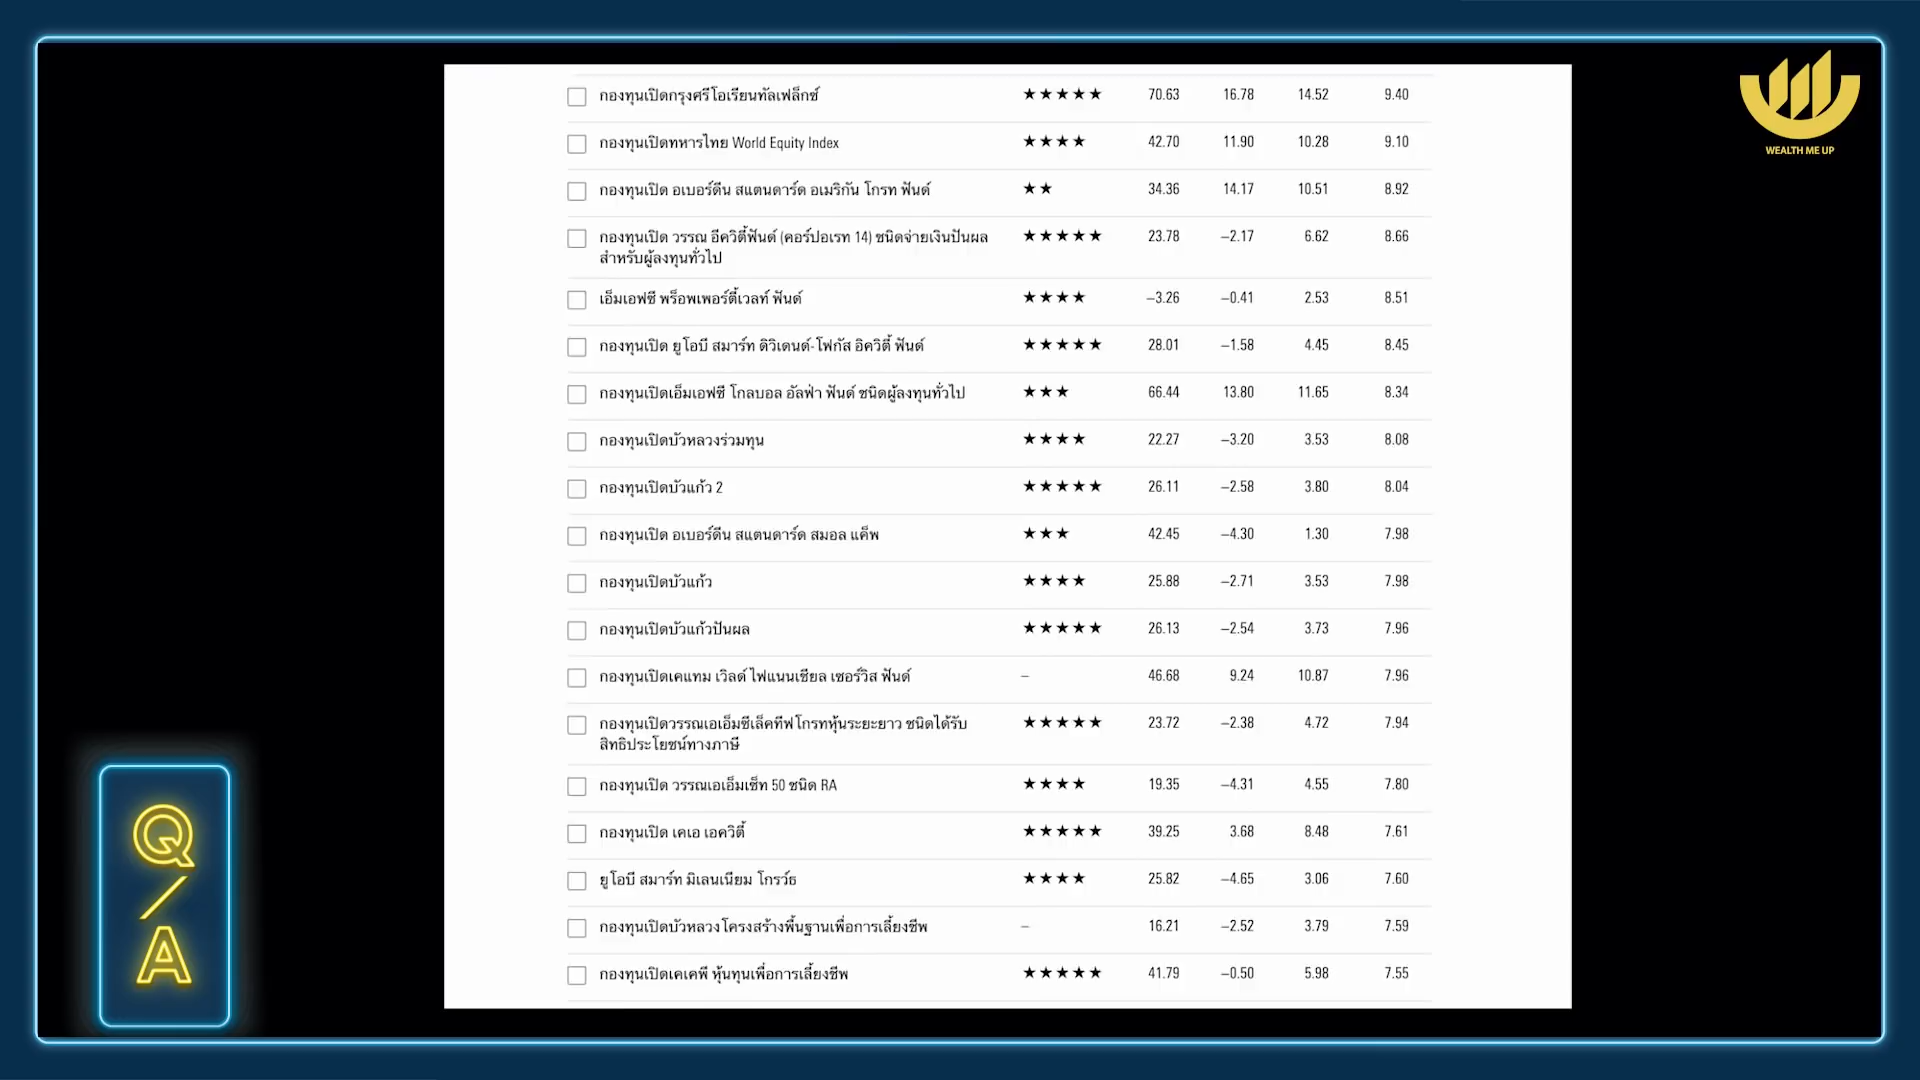 WEALTH ME UP
กองทุนเปิดกรุงศรีโอเรียนทัลเฟล็กซ์ ★★★★★ 70.63 16.78 14.52 9.40
กองทุนเปิดทหารไทย World Equity Index ★★★★ 42.70 11.90 10.28 9.10
กองทุนเปิด อเบอร์ดีน สแตนดาร์ด อเมริกัน โกรท ฟันด์ ★★ 34.36 14.17 10.51 8.92
กองทุนเปิด วรรณ อีควิตี้ฟันด์ (คอร์ปอเรท 14) ชนิดจ่ายเงินปันผล ★★★★★ 23.78 –2.17 6.62 8.66
สำหรับผู้ลงทุนทั่วไป
เอ็มเอฟซี พร็อพเพอร์ตี้เวลท์ ฟันด์ ★★★★ –3.26 –0.41 2.53 8.51
กองทุนเปิด ยูโอบี สมาร์ท ดิวิเดนด์-โฟกัส อิควิตี้ ฟันด์ ★★★★★ 28.01 –1.58 4.45 8.45
กองทุนเปิดเอ็มเอฟซี โกลบอล อัลฟ่า ฟันด์ ชนิดผู้ลงทุนทั่วไป ★★★ 66.44 13.80 11.65 8.34
กองทุนเปิดบัวหลวงร่วมทุน ★★★★ 22.27 –3.20 3.53 8.08
กองทุนเปิดบัวแก้ว 2 ★★★★★ 26.11 –2.58 3.80 8.04
กองทุนเปิด อเบอร์ดีน สแตนดาร์ด สมอล แค็พ ★★★ 42.45 –4.30 1.30 7.98
กองทุนเปิดบัวแก้ว ★★★★ 25.88 –2.71 3.53 7.98
กองทุนเปิดบัวแก้วปันผล ★★★★★ 26.13 –2.54 3.73 7.96
กองทุนเปิดเคแทม เวิลด์ ไฟแนนเชียล เซอร์วิส ฟันด์ – 46.68 9.24 10.87 7.96
กองทุนเปิดวรรณเอเอ็มซีเล็คทีฟโกรทหุ้นระยะยาว ชนิดได้รับ ★★★★★ 23.72 –2.38 4.72 7.94
สิทธิประโยชน์ทางภาษี
กองทุนเปิด วรรณเอเอ็มเซ็ท 50 ชนิด RA ★★★★ 19.35 –4.31 4.55 7.80
กองทุนเปิด เคเอ เอควิตี้ ★★★★★ 39.25 3.68 8.48 7.61
ยูโอบี สมาร์ท มิเลนเนียม โกรว์ธ ★★★★ 25.82 –4.65 3.06 7.60
กองทุนเปิดบัวหลวงโครงสร้างพื้นฐานเพื่อการเลี้ยงชีพ – 16.21 –2.52 3.79 7.59
กองทุนเปิดเคเคพี หุ้นทุนเพื่อการเลี้ยงชีพ ★★★★★ 41.79 –0.50 5.98 7.55
Q/A